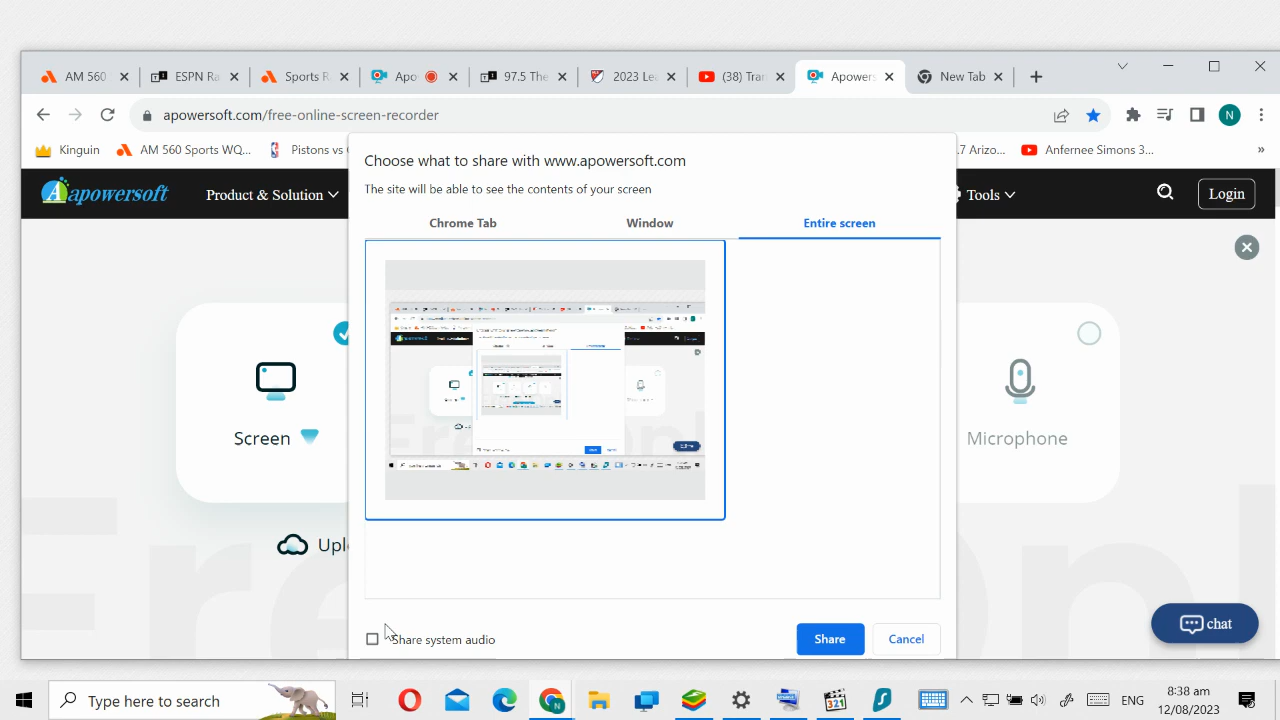 AM 560
ESPN Ra
Sports R
Apo
97.5 The
2023 Lea
(38) Tran
Apowers
New Tab
apowersoft.com/free-online-screen-recorder
Kinguin
AM 560 Sports WQ...
Pistons vs
.7 Arizo...
Anfernee Simons 3...
Choose what to share with www.apowersoft.com
The site will be able to see the contents of your screen
Apowersoft
Product & Solution
Tools
Login
Chrome Tab
Window
Entire screen
Screen
Microphone
Uplo
Share system audio
Share
Cancel
chat
Type here to search
321
ENG
8:38 am
12/08/2023